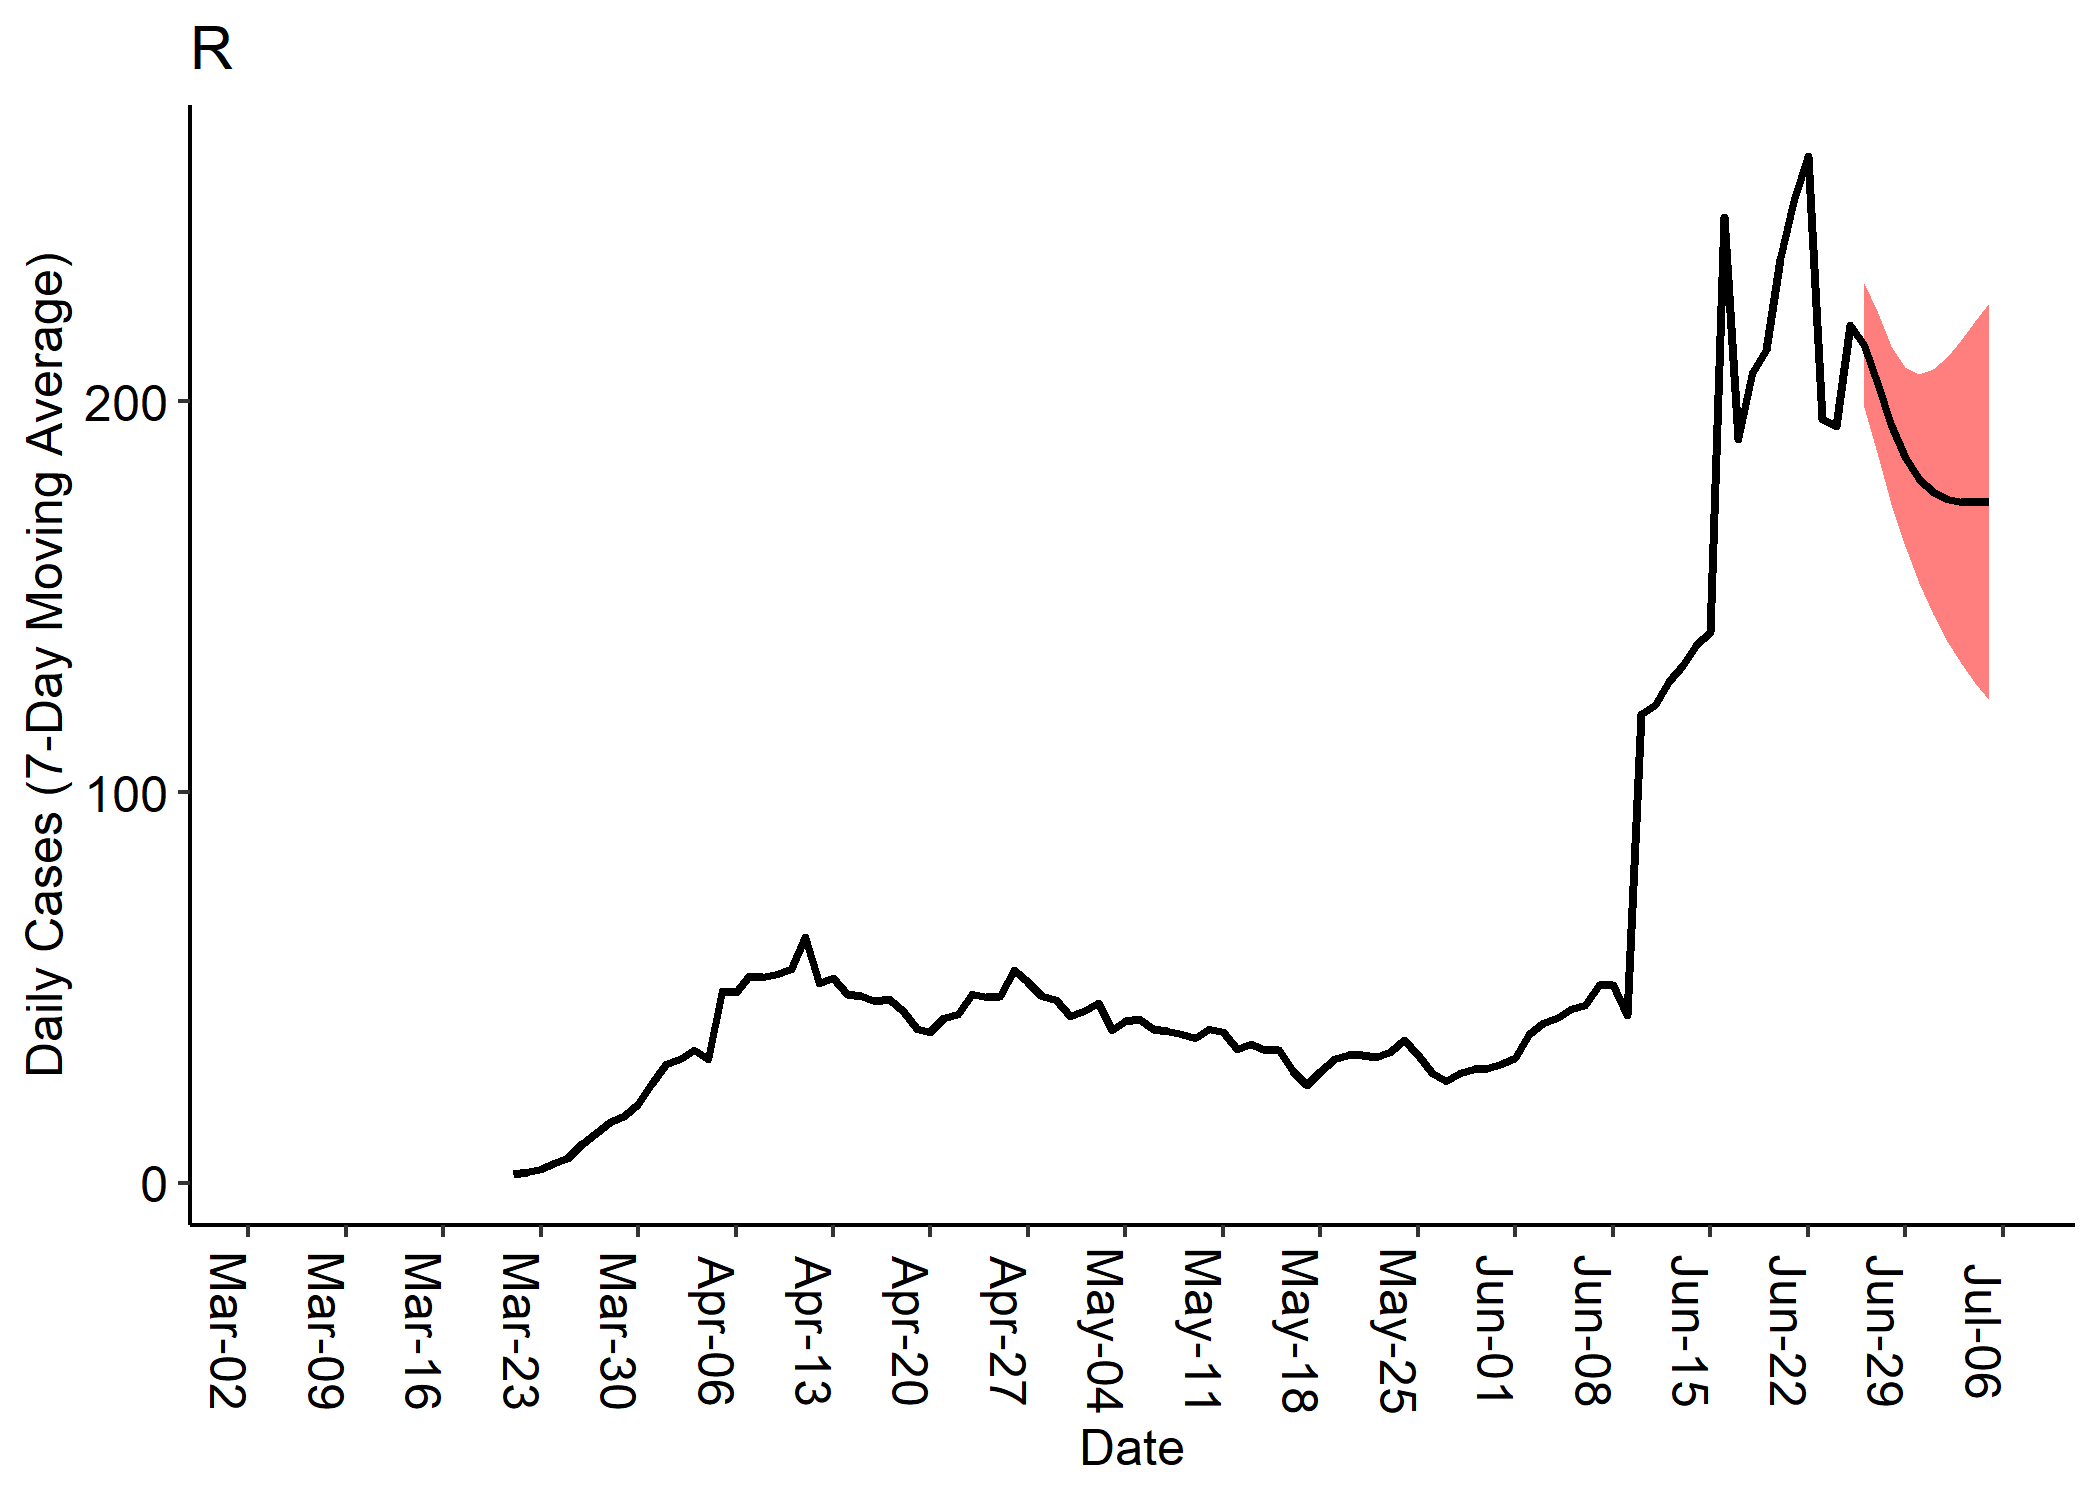 R
Daily Cases (7-Day Moving Average)
200
100
0
Mar-02
Mar-09
Mar-16
Mar-23
Mar-30
Apr-06
Apr-13
Apr-20
Apr-27
May-04
May-11
May-18
May-25
Jun-01
Jun-08
Jun-15
Jun-22
Jun-29
Jul-06
Date